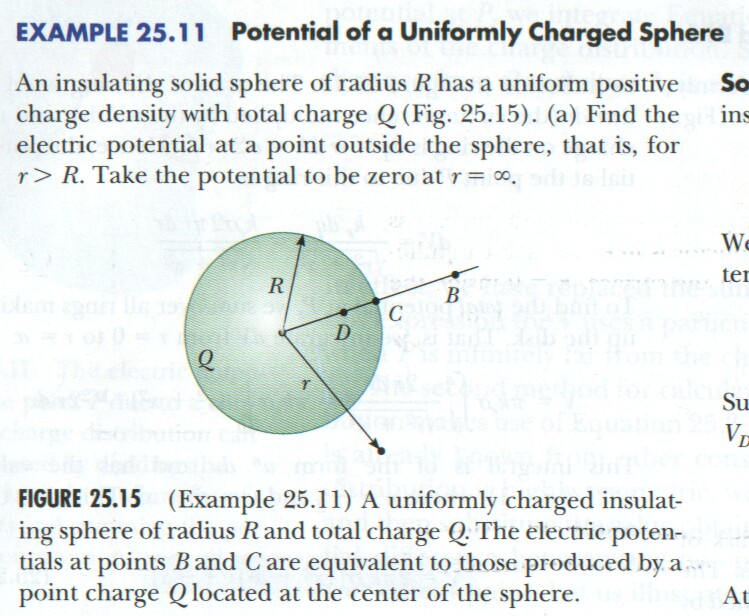 EXAMPLE 25.11 Potential of a Uniformly Charged Sphere
An insulating solid sphere of radius R has a uniform positive
charge density with total charge Q (Fig. 25.15). (a) Find the
electric potential at a point outside the sphere, that is, for
r > R. Take the potential to be zero at r = ∞.
R
B
C
D
Q
r
FIGURE 25.15 (Example 25.11) A uniformly charged insulat-
ing sphere of radius R and total charge Q. The electric poten-
tials at points B and C are equivalent to those produced by a
point charge Q located at the center of the sphere.
So
ins
We
ter
Su
V_D
At